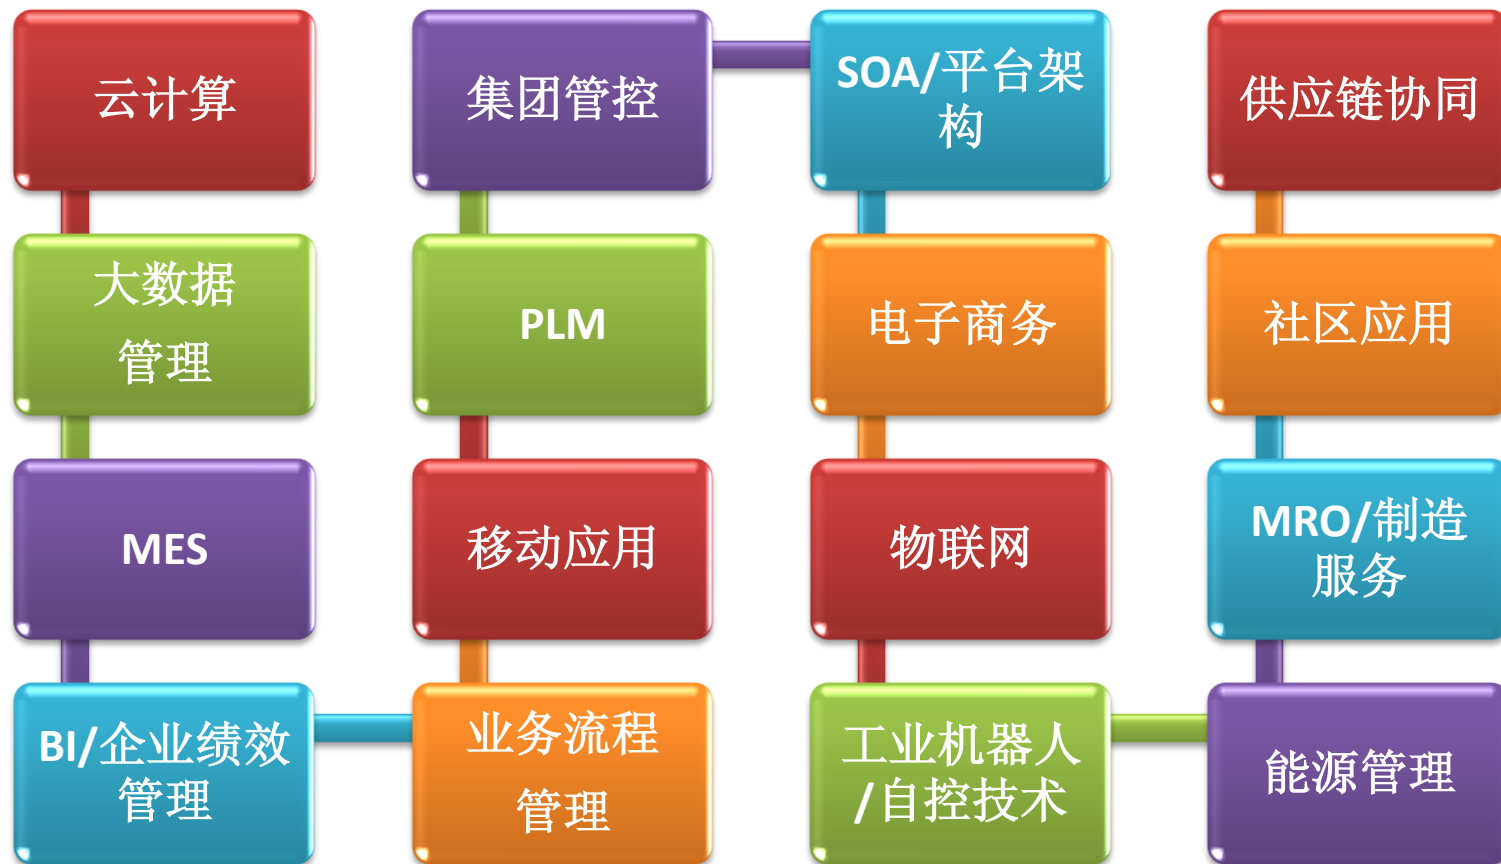 云计算
大数据
管理
MES
BI/企业绩效
管理
业务流程
管理
移动应用
PLM
集团管控
SOA/平台架
构
电子商务
物联网
工业机器人
/自控技术
能源管理
MRO/制造
服务
社区应用
供应链协同